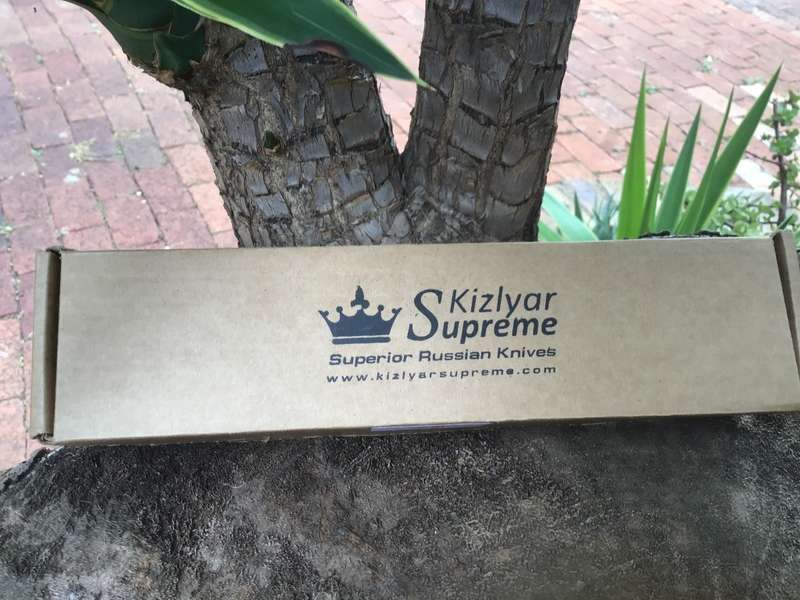 Kizlyar
Supreme
Superior Russian Knives
www.kizlyarsupreme.com